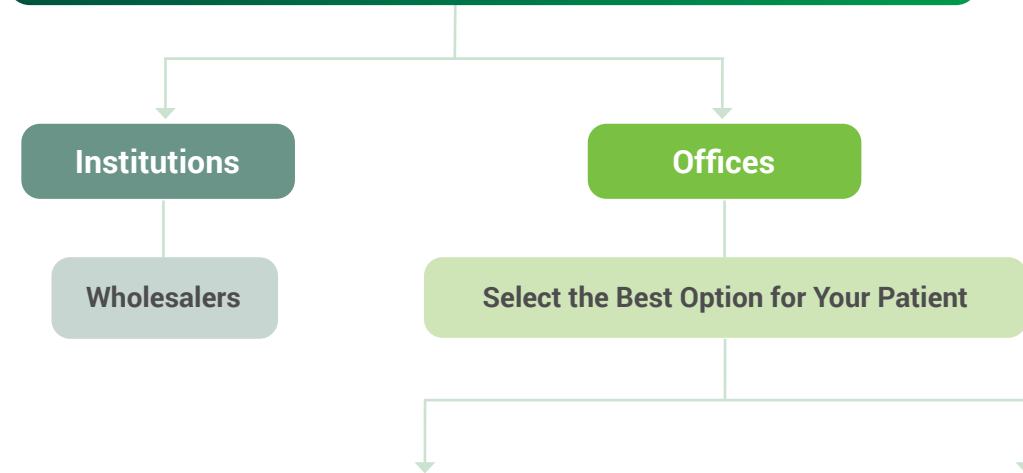 Institutions
Offices
Wholesalers
Select the Best Option for Your Patient